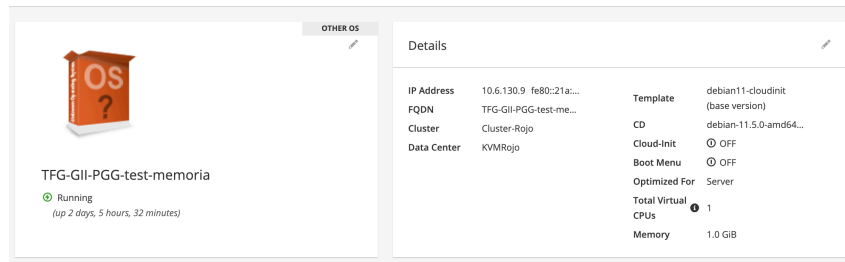 OTHER OS
OS
?
TFG-GII-PGG-test-memoria
Running
(up 2 days, 5 hours, 32 minutes)
Details
IP Address 10.6.130.9 fe80::21a:...
FQDN TFG-GII-PGG-test-me...
Cluster Cluster-Rojo
Data Center KVMRojo
Template debian11-cloudinit
(base version)
CD debian-11.5.0-amd64...
Cloud-Init OFF
Boot Menu OFF
Optimized For Server
Total Virtual
CPUs 1
Memory 1.0 GiB